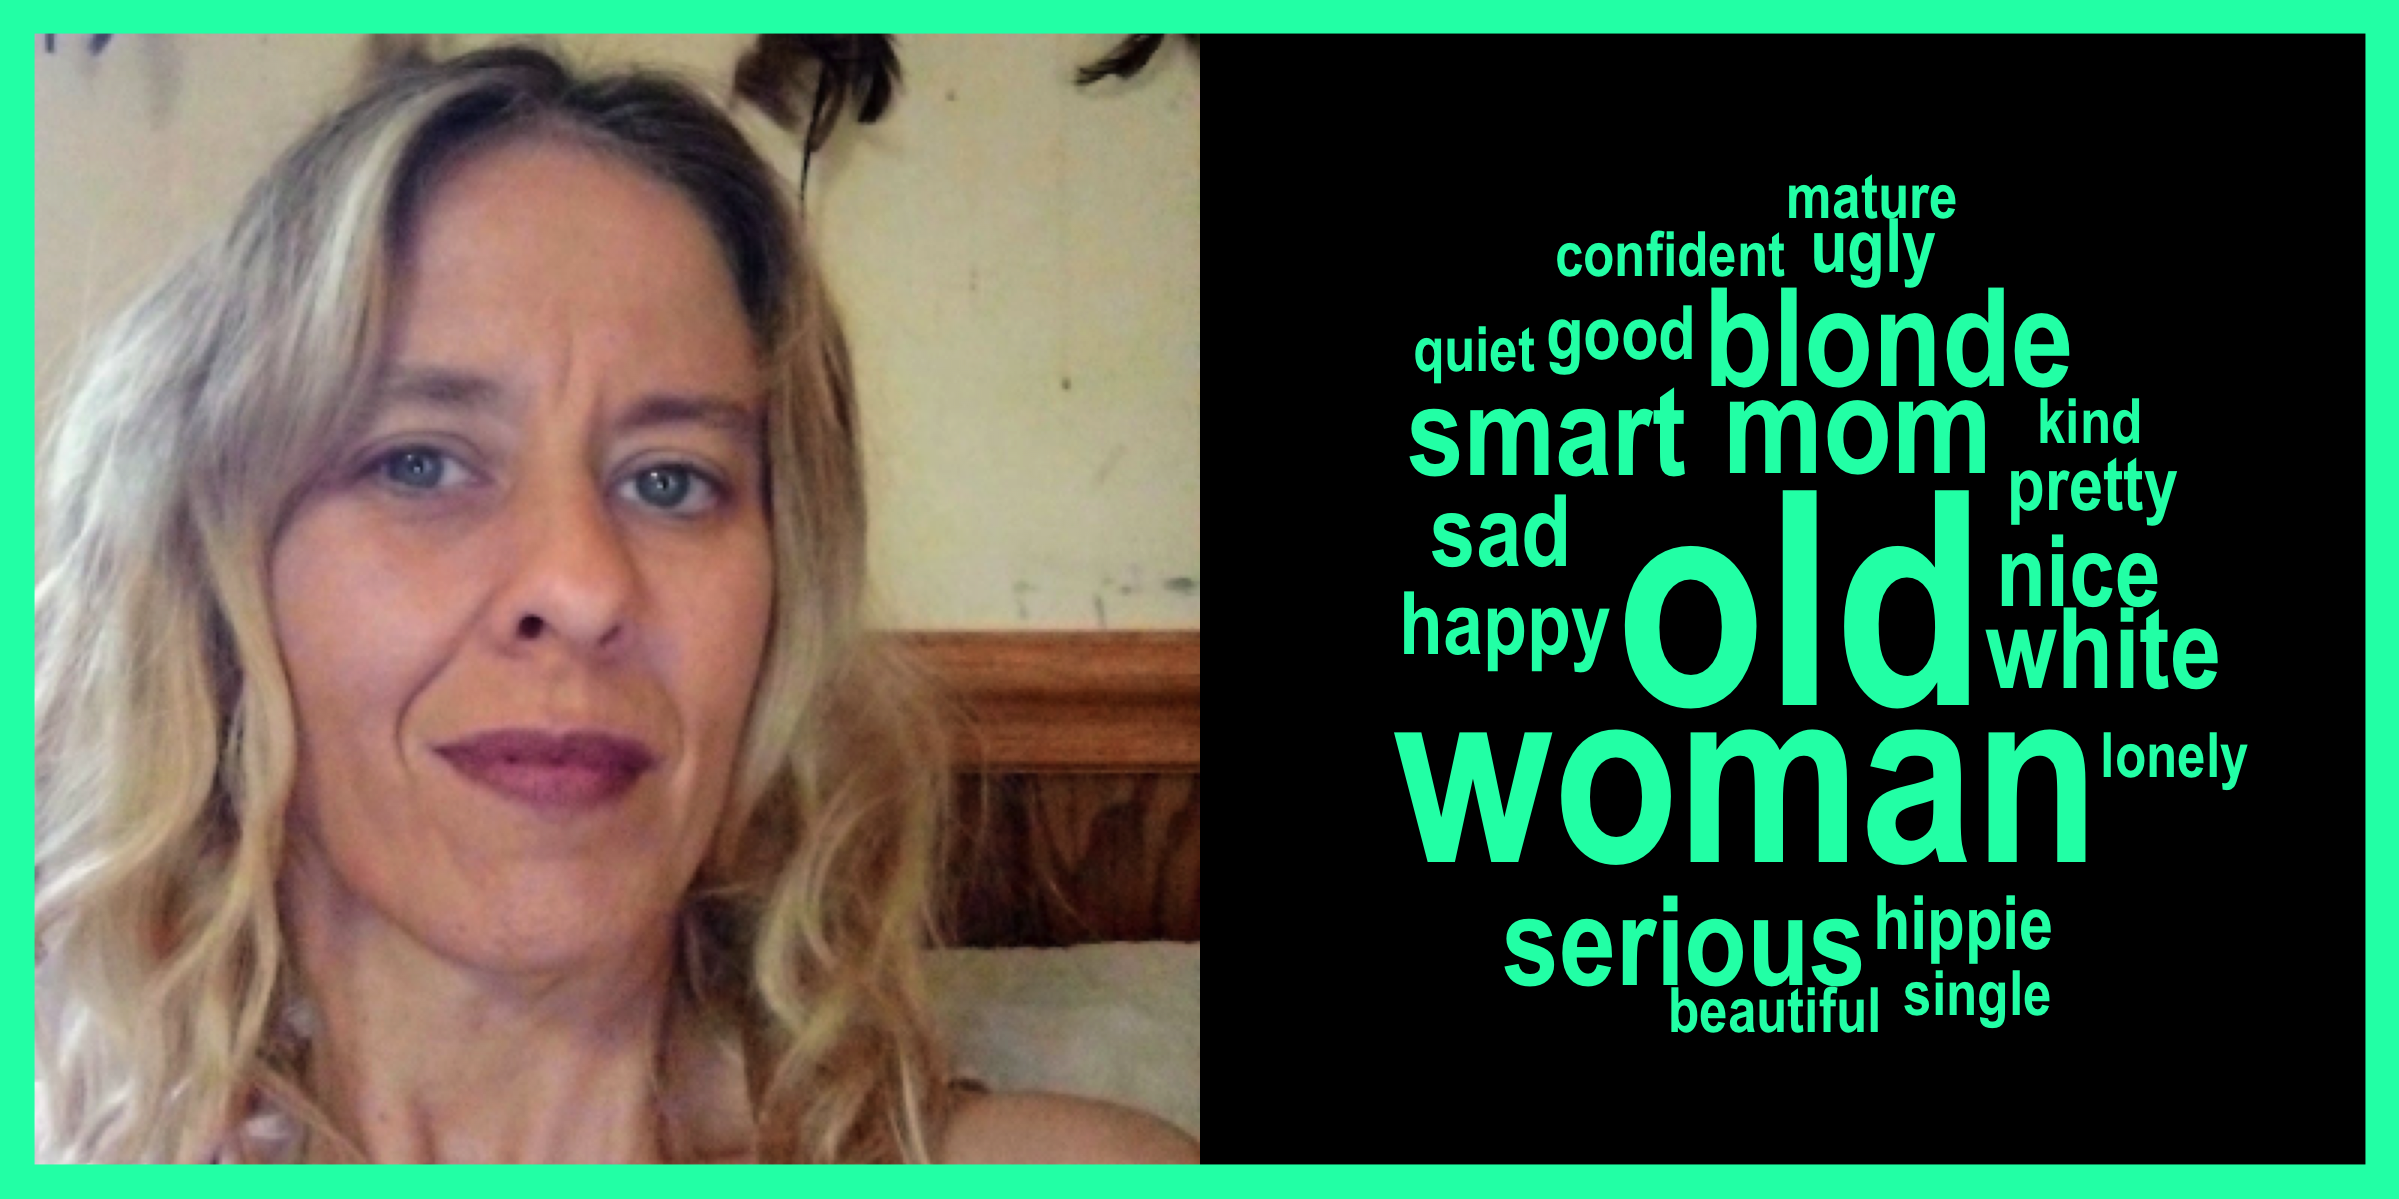 mature
confident ugly
quiet good blonde
smart mom kind
pretty
sad old nice
happy white
woman lonely
serious hippie
beautiful single